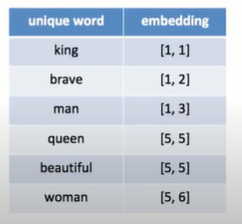 unique word embedding
king [1, 1]
brave [1, 2]
man [1, 3]
queen [5, 5]
beautiful [5, 5]
woman [5, 6]